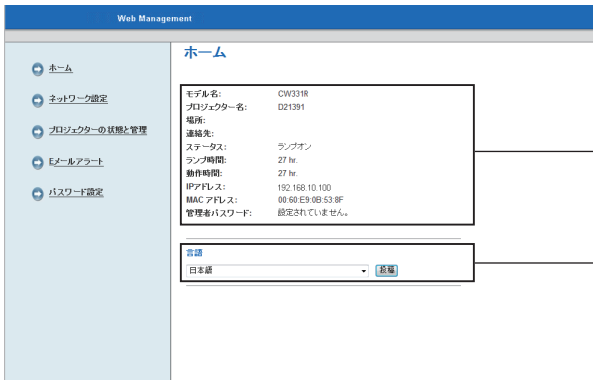 Web Management
ホーム
ネットワーク設定
プロジェクターの状態と管理
Eメールアラート
パスワード設定
ホーム
モデル名: CW331R
プロジェクター名: D21391
場所:
連絡先:
ステータス: ランプオン
ランプ時間: 27 hr.
動作時間: 27 hr.
IPアドレス: 192.168.10.100
MAC アドレス: 00:60:E9:0B:53:8F
管理者パスワード: 設定されていません。
言語
日本語 投稿